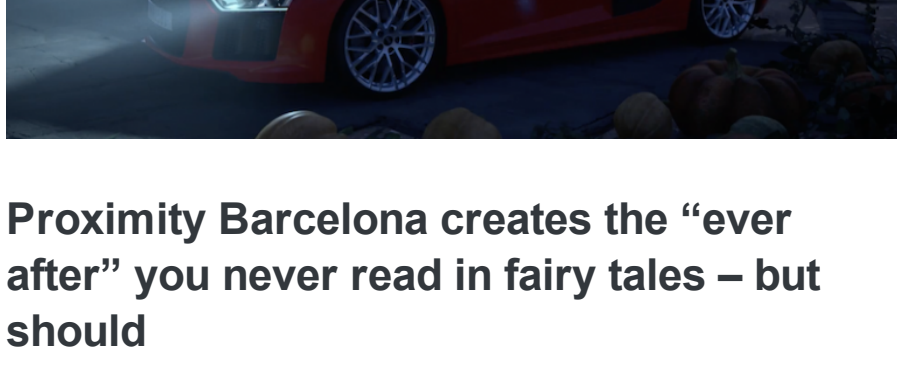 Proximity Barcelona creates the “ever
after” you never read in fairy tales – but
should